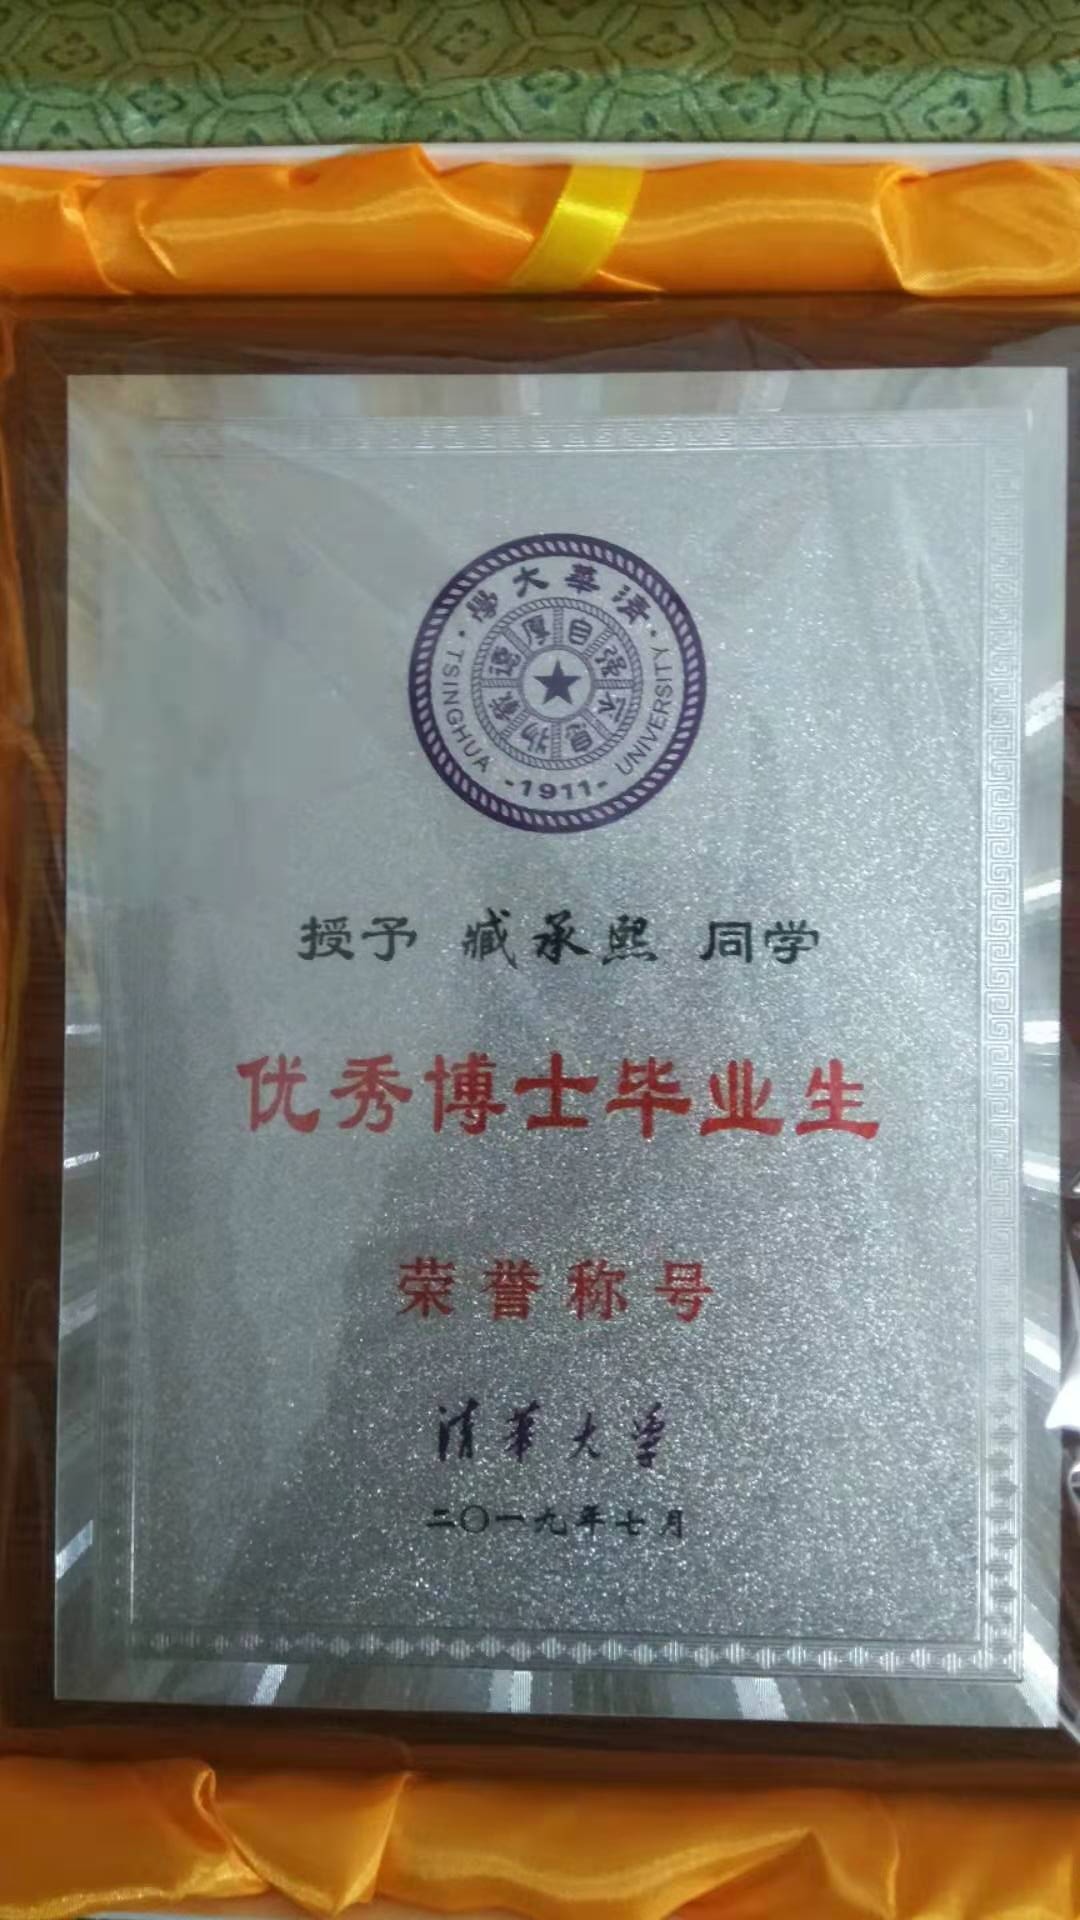 清華大學
自强不息
厚德載物
TSINGHUA UNIVERSITY
-1911-
授予 臧承熙 同学
优秀博士毕业生
荣誉称号
清华大学
二〇一九年七月